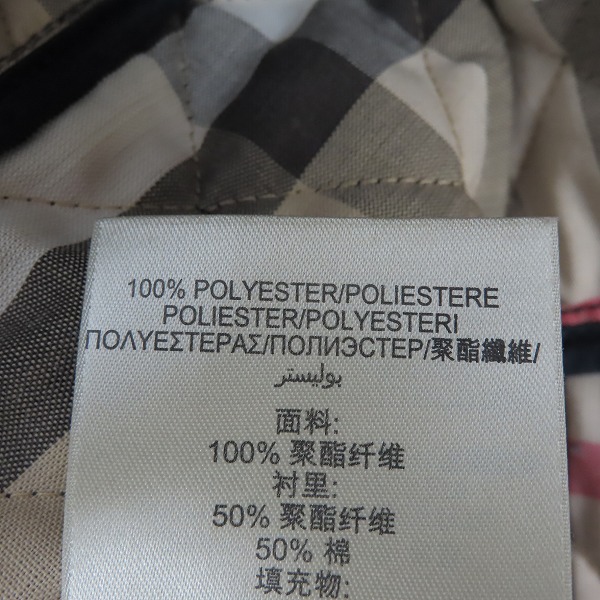 100% POLYESTER/POLIESTERE
POLIESTER/POLYESTERI
ΠΟΛΥΕΣΤΕΡΑΣ/ПОЛИЭСТЕР/聚酯纖維/
بوليستر
面料:
100% 聚酯纤维
衬里:
50% 聚酯纤维
50% 棉
填充物: